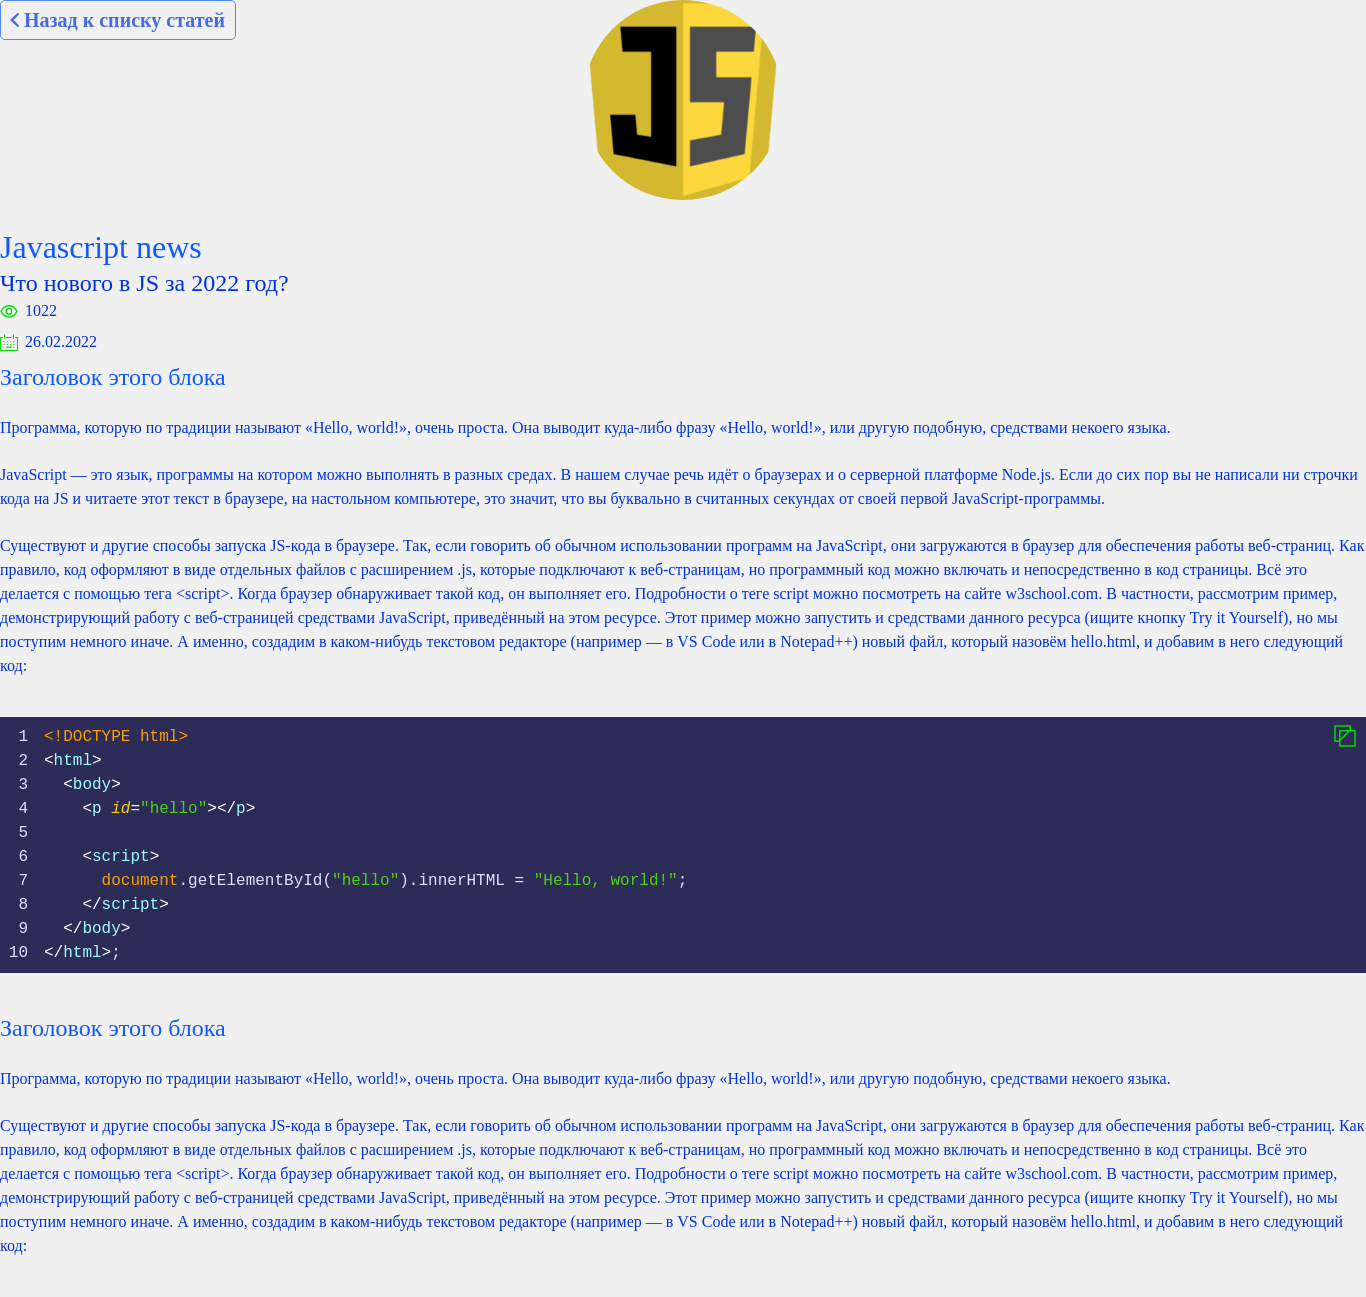 Назад к списку статей
JS
Javascript news
Что нового в JS за 2022 год?
1022
26.02.2022
Заголовок этого блока
Программа, которую по традиции называют «Hello, world!», очень проста. Она выводит куда-либо фразу «Hello, world!», или другую подобную, средствами некоего языка.
JavaScript — это язык, программы на котором можно выполнять в разных средах. В нашем случае речь идёт о браузерах и о серверной платформе Node.js. Если до сих пор вы не написали ни строчки
кода на JS и читаете этот текст в браузере, на настольном компьютере, это значит, что вы буквально в считанных секундах от своей первой JavaScript-программы.
Существуют и другие способы запуска JS-кода в браузере. Так, если говорить об обычном использовании программ на JavaScript, они загружаются в браузер для обеспечения работы веб-страниц. Как
правило, код оформляют в виде отдельных файлов с расширением .js, которые подключают к веб-страницам, но программный код можно включать и непосредственно в код страницы. Всё это
делается с помощью тега <script>. Когда браузер обнаруживает такой код, он выполняет его. Подробности о теге script можно посмотреть на сайте w3school.com. В частности, рассмотрим пример,
демонстрирующий работу с веб-страницей средствами JavaScript, приведённый на этом ресурсе. Этот пример можно запустить и средствами данного ресурса (ищите кнопку Try it Yourself), но мы
поступим немного иначе. А именно, создадим в каком-нибудь текстовом редакторе (например — в VS Code или в Notepad++) новый файл, который назовём hello.html, и добавим в него следующий
код:
1 <!DOCTYPE html>
2 <html>
3   <body>
4     <p id="hello"></p>
5
6     <script>
7       document.getElementById("hello").innerHTML = "Hello, world!";
8     </script>
9   </body>
10 </html>;
Заголовок этого блока
Программа, которую по традиции называют «Hello, world!», очень проста. Она выводит куда-либо фразу «Hello, world!», или другую подобную, средствами некоего языка.
Существуют и другие способы запуска JS-кода в браузере. Так, если говорить об обычном использовании программ на JavaScript, они загружаются в браузер для обеспечения работы веб-страниц. Как
правило, код оформляют в виде отдельных файлов с расширением .js, которые подключают к веб-страницам, но программный код можно включать и непосредственно в код страницы. Всё это
делается с помощью тега <script>. Когда браузер обнаруживает такой код, он выполняет его. Подробности о теге script можно посмотреть на сайте w3school.com. В частности, рассмотрим пример,
демонстрирующий работу с веб-страницей средствами JavaScript, приведённый на этом ресурсе. Этот пример можно запустить и средствами данного ресурса (ищите кнопку Try it Yourself), но мы
поступим немного иначе. А именно, создадим в каком-нибудь текстовом редакторе (например — в VS Code или в Notepad++) новый файл, который назовём hello.html, и добавим в него следующий
код: